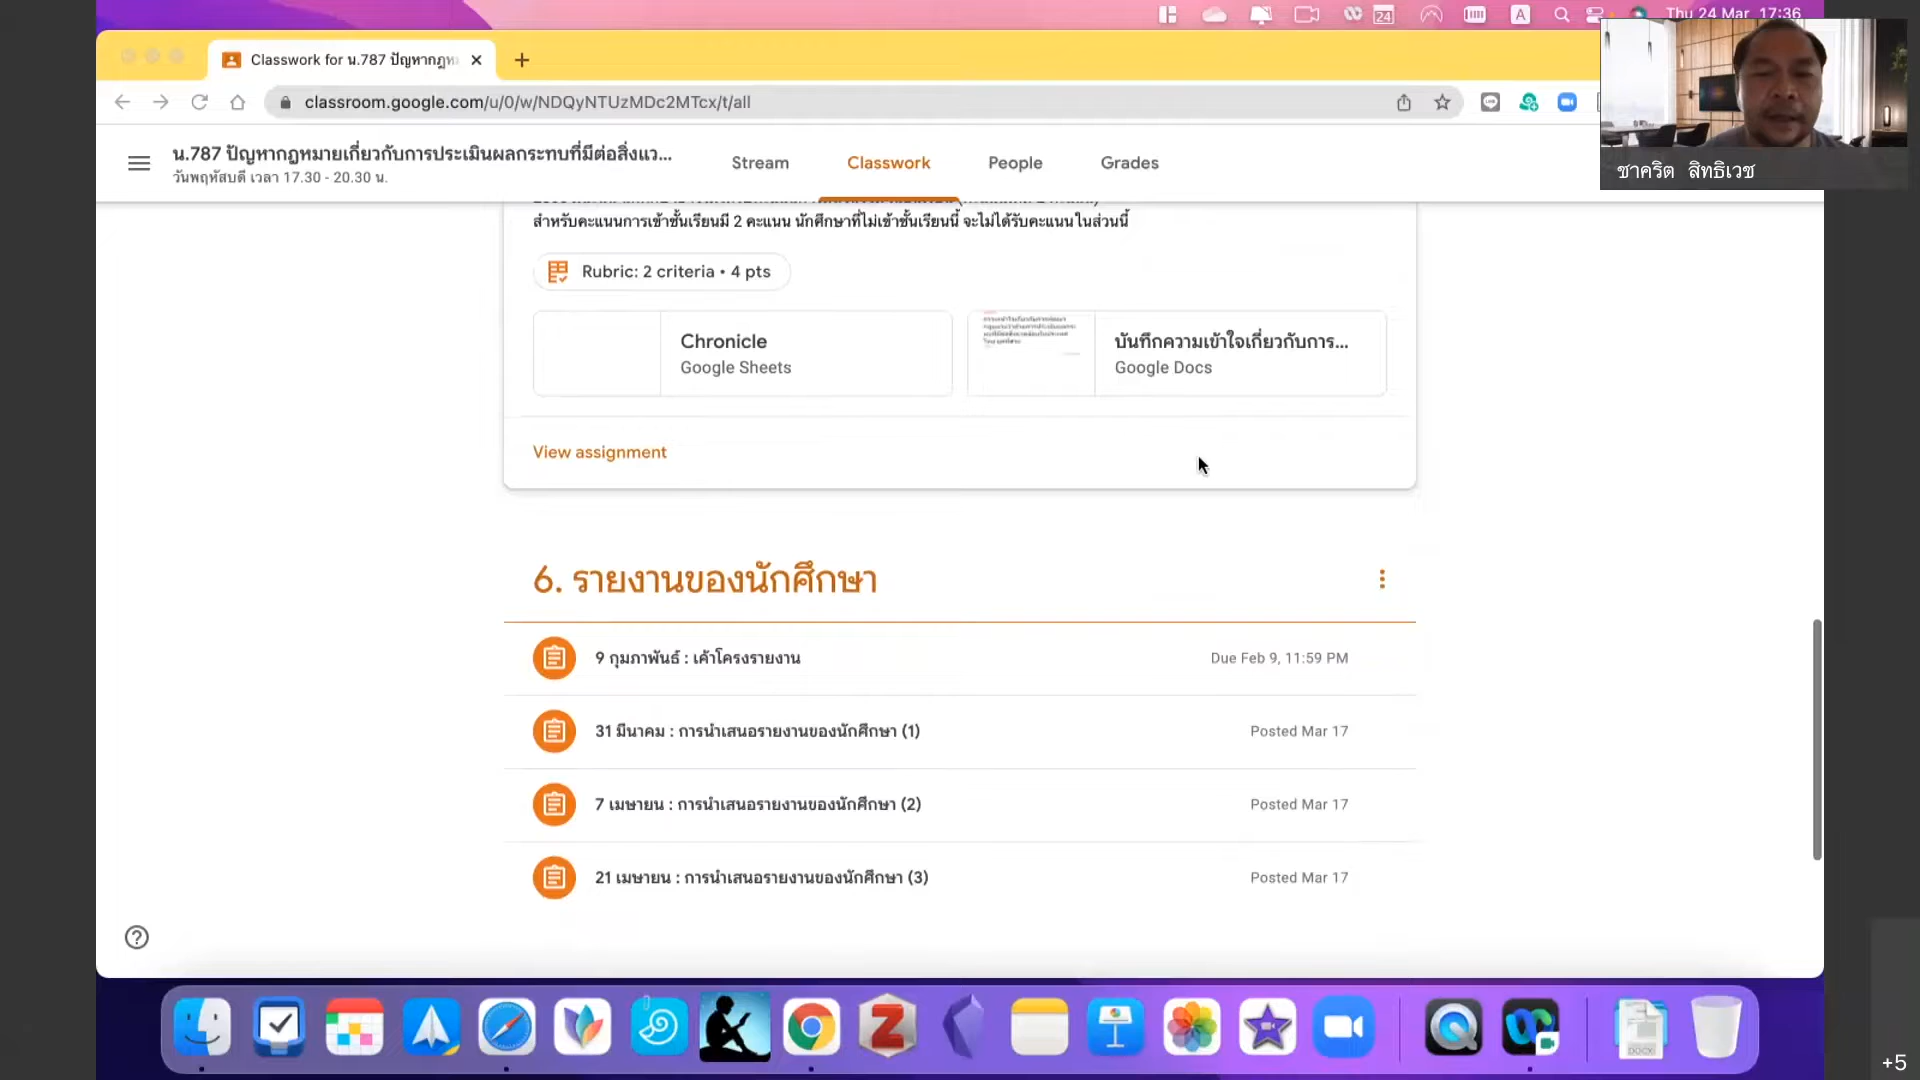 24
A
Thu 24 Mar 17:36
Classwork for น.787 ปัญหากฎหม
classroom.google.com/u/0/w/NDQyNTUzMDc2MTcx/t/all
น.787 ปัญหากฎหมายเกี่ยวกับการประเมินผลกระทบที่มีต่อสิ่งแว...
วันพฤหัสบดี เวลา 17.30 - 20.30 น.
Stream
Classwork
People
Grades
ชาคริต สิทธิเวช
สำหรับคะแนนการเข้าชั้นเรียนมี 2 คะแนน นักศึกษาที่ไม่เข้าชั้นเรียนนี้ จะไม่ได้รับคะแนนในส่วนนี้
Rubric: 2 criteria • 4 pts
Chronicle
Google Sheets
บันทึกความเข้าใจเกี่ยวกับการ...
Google Docs
View assignment
6. รายงานของนักศึกษา
9 กุมภาพันธ์ : เค้าโครงรายงาน
Due Feb 9, 11:59 PM
31 มีนาคม : การนำเสนอรายงานของนักศึกษา (1)
Posted Mar 17
7 เมษายน : การนำเสนอรายงานของนักศึกษา (2)
Posted Mar 17
21 เมษายน : การนำเสนอรายงานของนักศึกษา (3)
Posted Mar 17
DOCX
+5